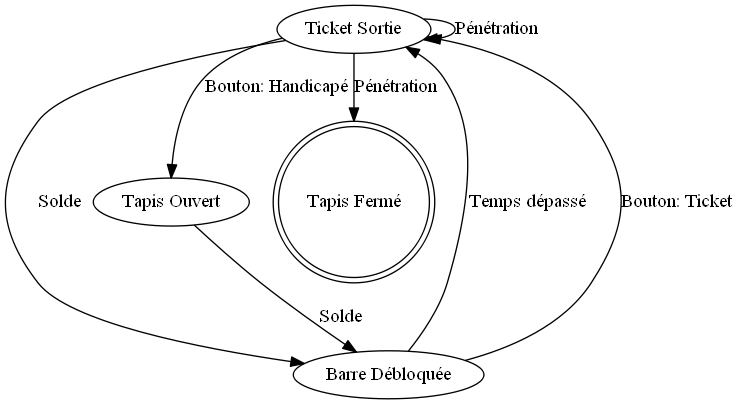 Ticket Sortie
Pénétration
Bouton: Handicapé
Pénétration
Solde
Tapis Ouvert
Tapis Fermé
Temps dépassé
Bouton: Ticket
Solde
Barre Débloquée